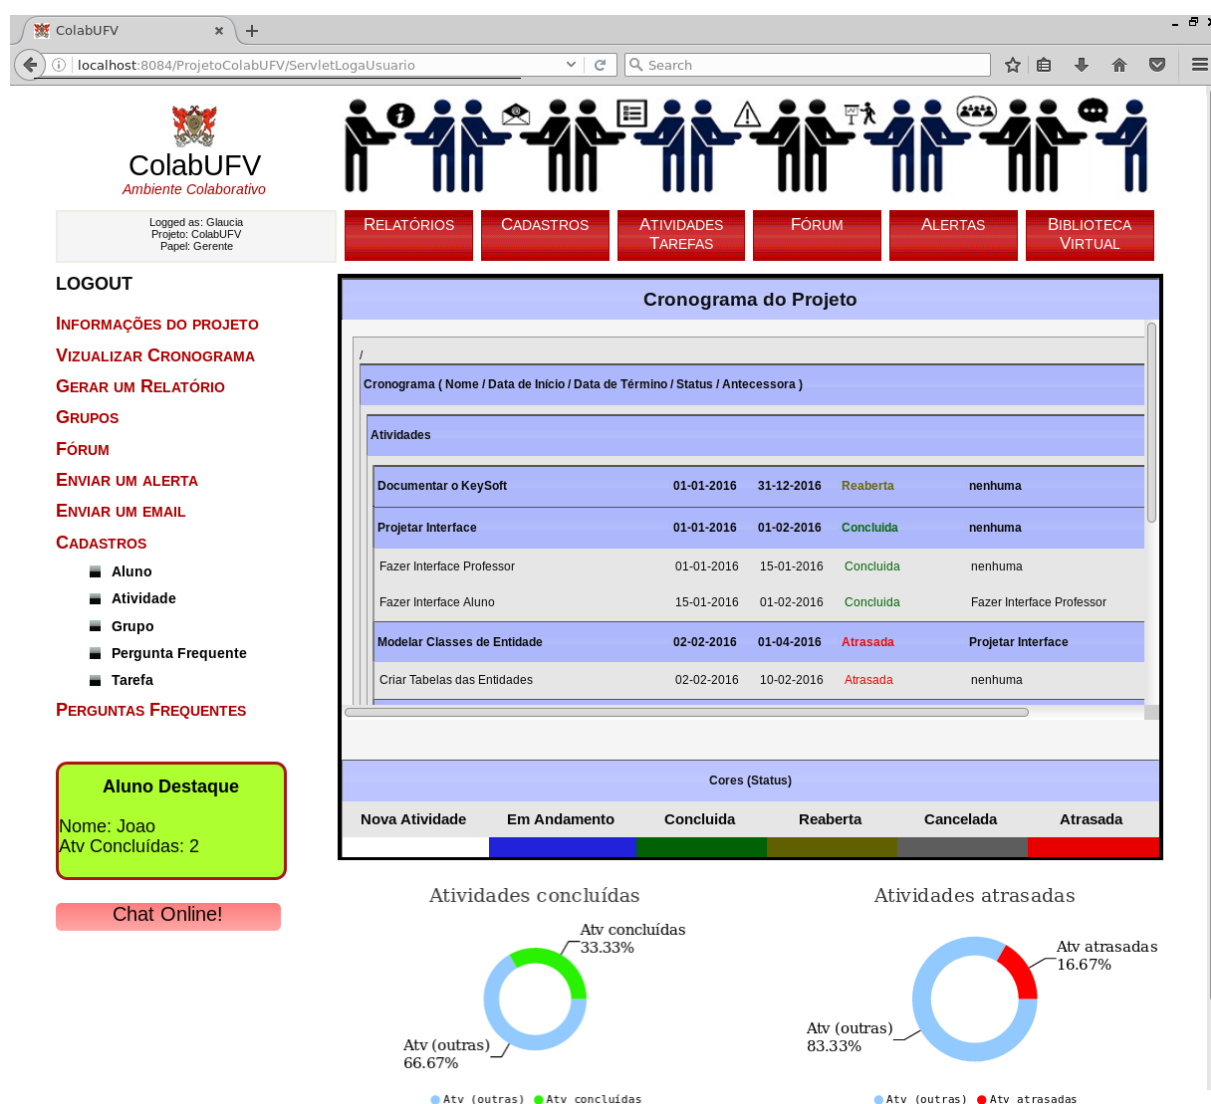 ColabUFV
localhost:8084/ProjetoColabUFV/ServletLogaUsuario
Search
ColabUFV
Ambiente Colaborativo
Logged as: Glaucia
Projeto: ColabUFV
Papel: Gerente
RELATÓRIOS
CADASTROS
ATIVIDADES
TAREFAS
FÓRUM
ALERTAS
BIBLIOTECA
VIRTUAL
LOGOUT
INFORMAÇÕES DO PROJETO
VIZUALIZAR CRONOGRAMA
GERAR UM RELATÓRIO
GRUPOS
FÓRUM
ENVIAR UM ALERTA
ENVIAR UM EMAIL
CADASTROS
Aluno
Atividade
Grupo
Pergunta Frequente
Tarefa
PERGUNTAS FREQUENTES
Aluno Destaque
Nome: Joao
Atv Concluídas: 2
Chat Online!
Cronograma do Projeto
/
Cronograma ( Nome / Data de Início / Data de Término / Status / Antecessora )
Atividades
Documentar o KeySoft 01-01-2016 31-12-2016 Reaberta nenhuma
Projetar Interface 01-01-2016 01-02-2016 Concluida nenhuma
Fazer Interface Professor 01-01-2016 15-01-2016 Concluida nenhuma
Fazer Interface Aluno 15-01-2016 01-02-2016 Concluida Fazer Interface Professor
Modelar Classes de Entidade 02-02-2016 01-04-2016 Atrasada Projetar Interface
Criar Tabelas das Entidades 02-02-2016 10-02-2016 Atrasada nenhuma
Cores (Status)
Nova Atividade Em Andamento Concluida Reaberta Cancelada Atrasada
Atividades concluídas
Atv concluídas
33.33%
Atv (outras)
66.67%
Atv (outras) Atv concluídas
Atividades atrasadas
Atv atrasadas
16.67%
Atv (outras)
83.33%
Atv (outras) Atv atrasadas